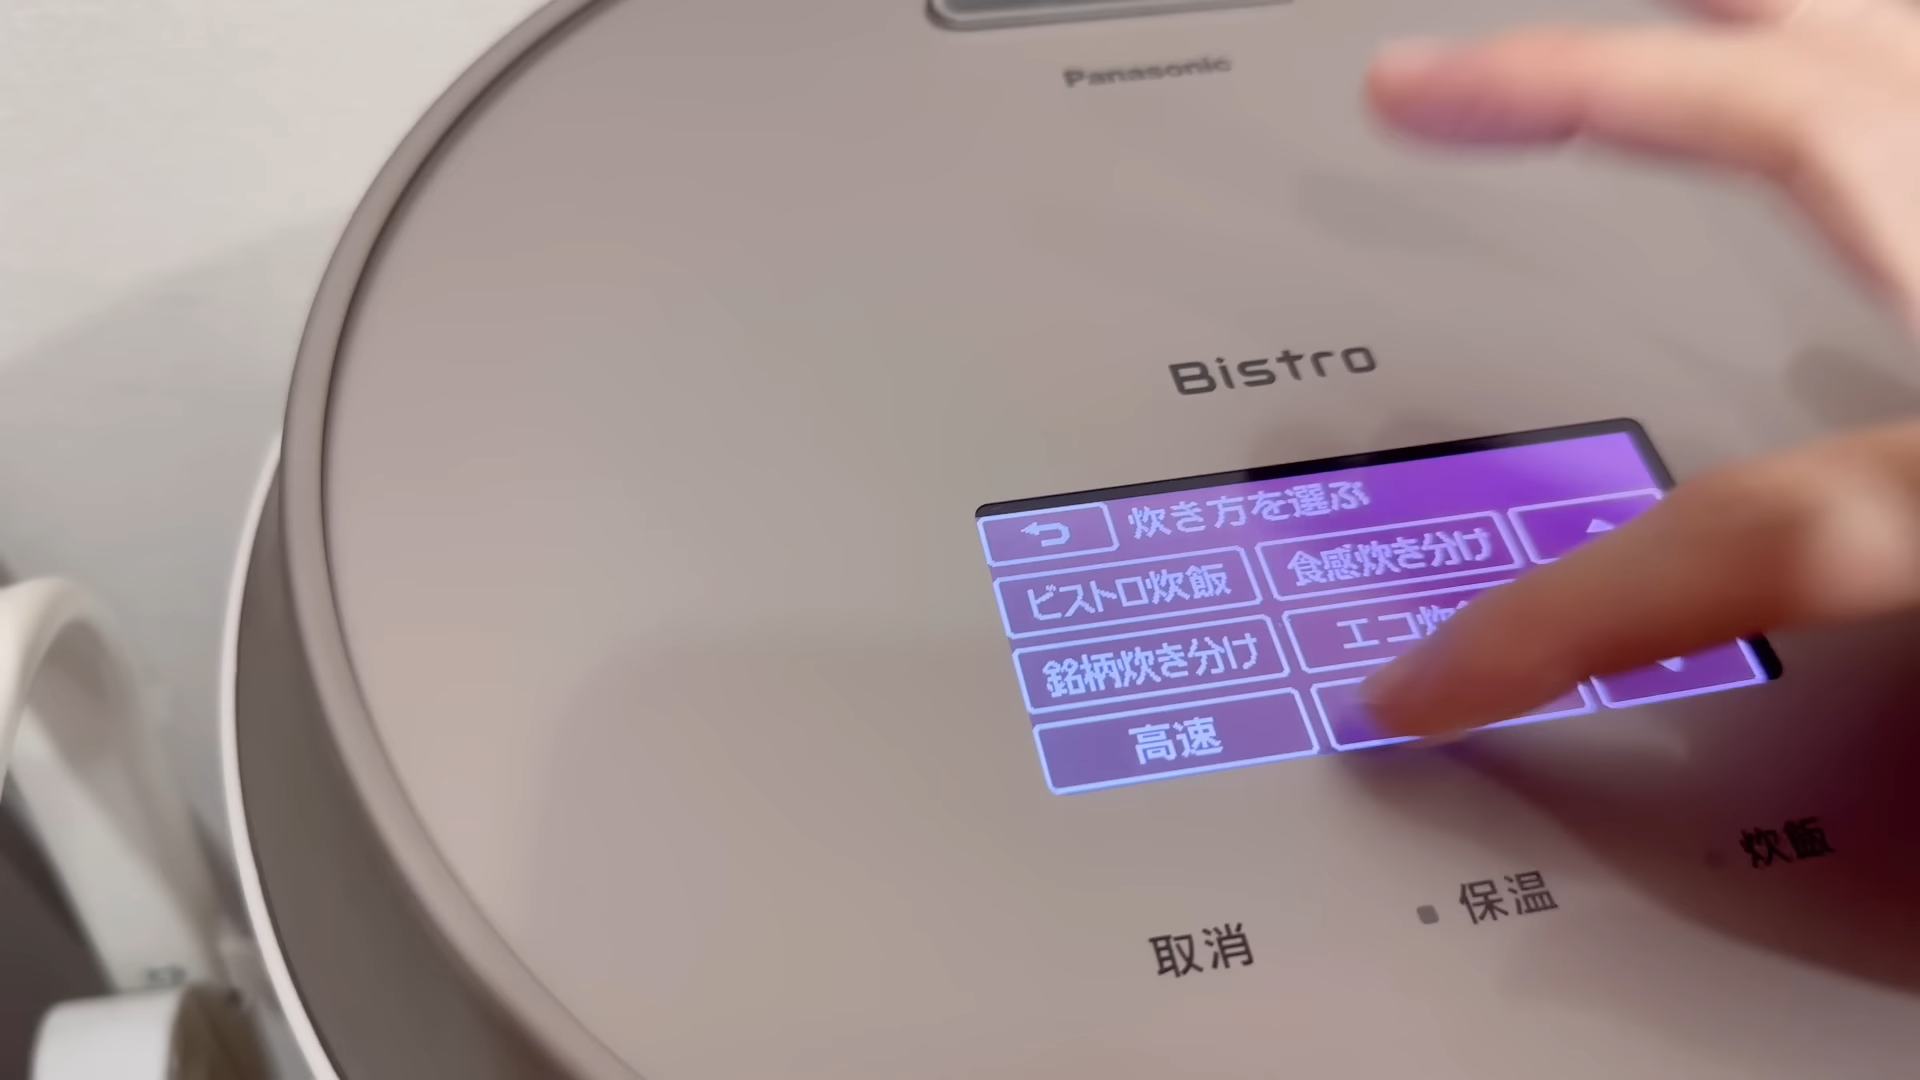 Panasonic
Bistro
炊き方を選ぶ
ビストロ炊飯
食感炊き分け
銘柄炊き分け
エコ炊
高速
取消
保温
炊飯